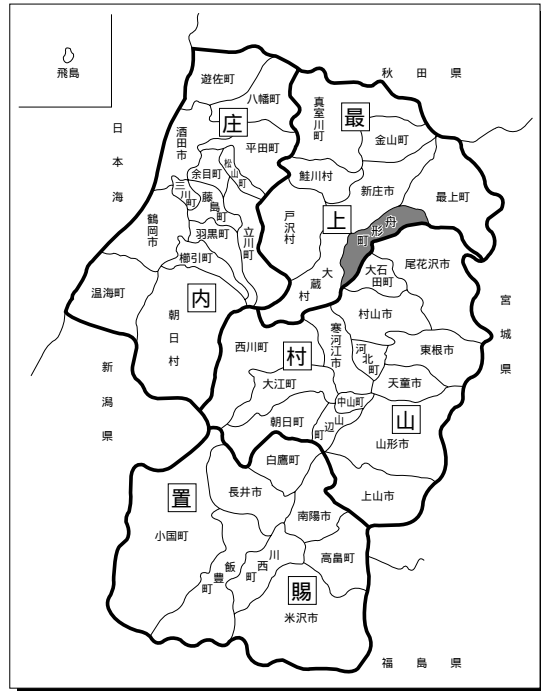 飛島
秋田県
日本海
宮城県
新潟県
福島県
庄
内
最
上
村
山
置
賜
遊佐町
八幡町
酒田市
平田町
松山町
余目町
三川町
藤島町
鶴岡市
羽黒町
立川町
櫛引町
温海町
朝日村
真室川町
金山町
鮭川村
新庄市
最上町
戸沢村
舟形町
大蔵村
大石田町
尾花沢市
村山市
西川町
寒河江市
河北町
東根市
大江町
天童市
中山町
朝日町
山辺町
山形市
上山市
白鷹町
長井市
南陽市
小国町
飯豊町
川西町
高畠町
米沢市